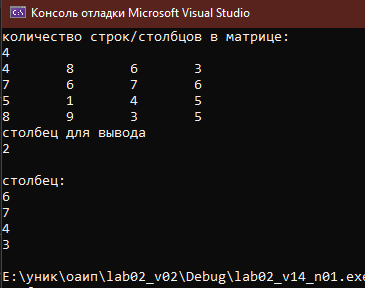 Консоль отладки Microsoft Visual Studio
количество строк/столбцов в матрице:
4
4 8 6 3
7 6 7 6
5 1 4 5
8 9 3 5
столбец для вывода
2
столбец:
6
7
4
3
E:\уник\оаип\lab02_v02\Debug\lab02_v14_n01.exe